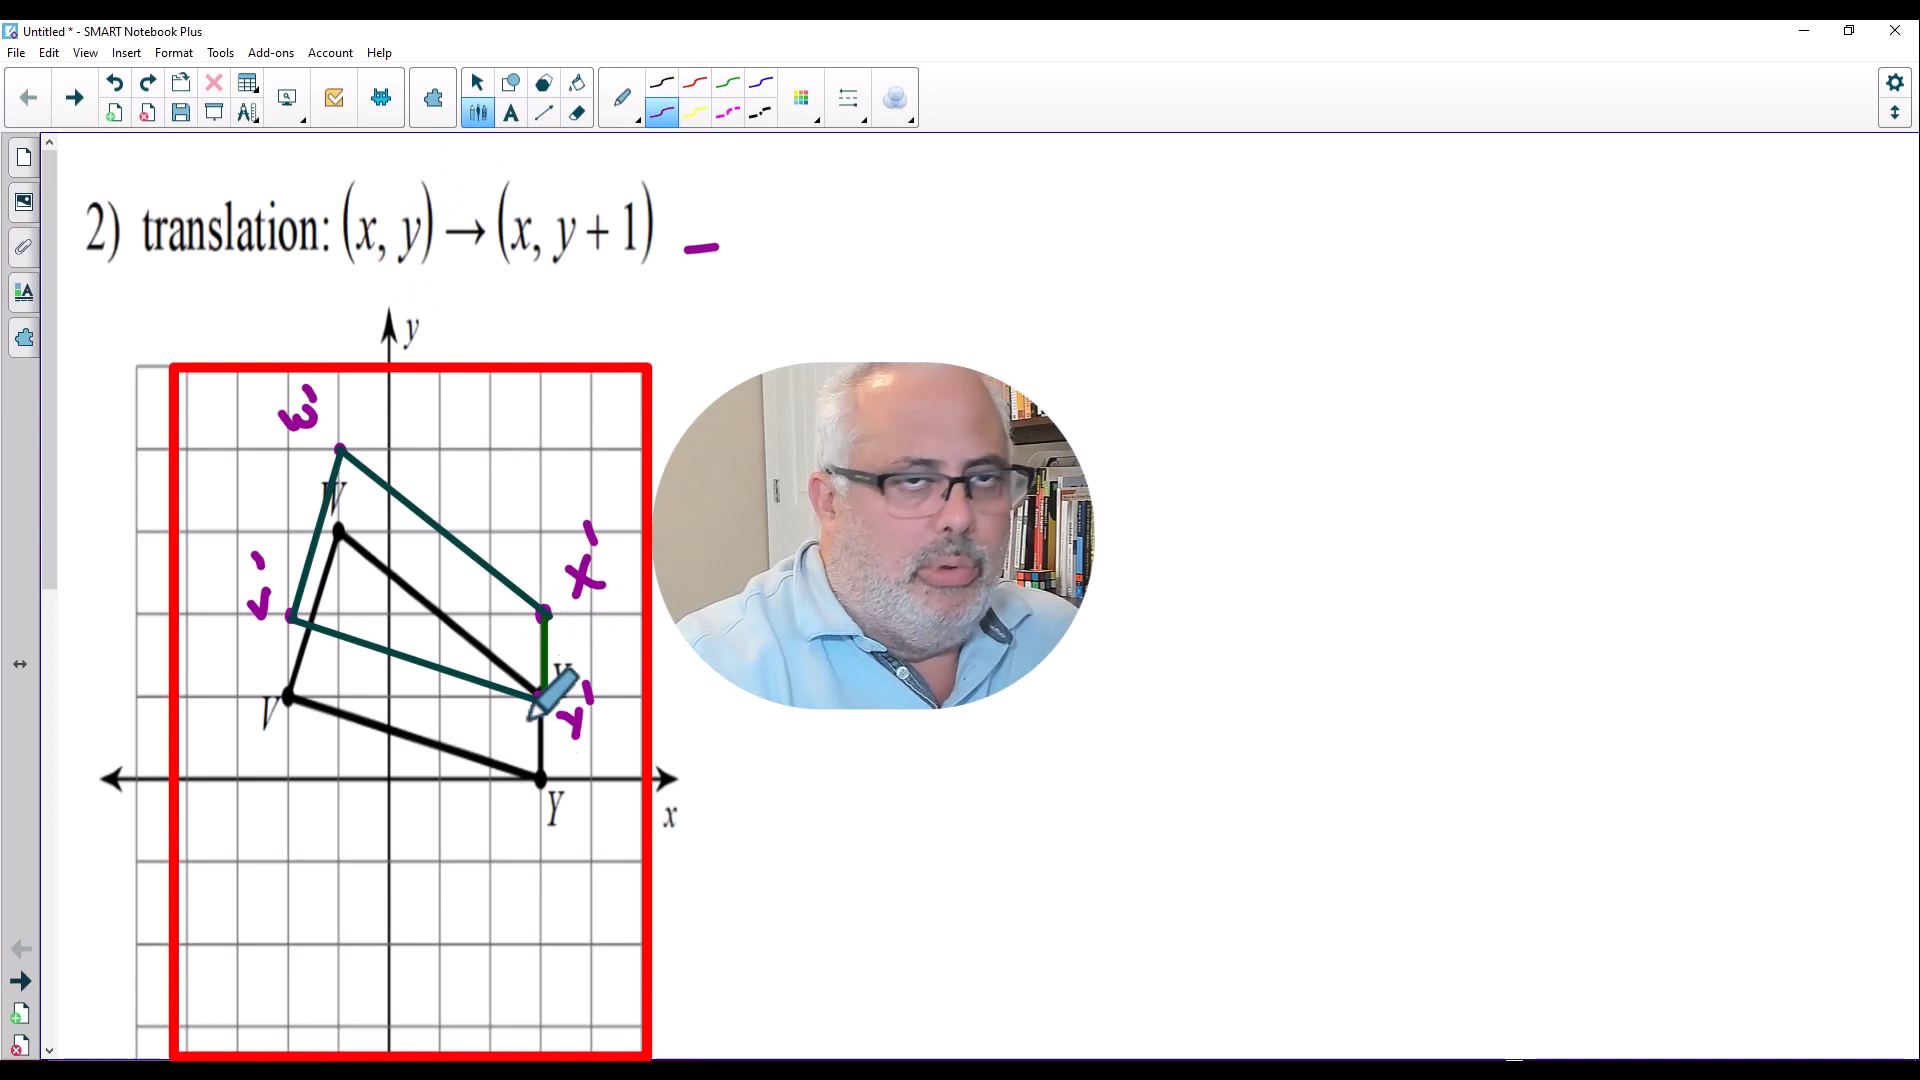 Untitled * - SMART Notebook Plus
File Edit View Insert Format Tools Add-ons Account Help
2) translation: (x, y) → (x, y + 1) –
y
W'
W
X'
V'
V
Y'
Y
x